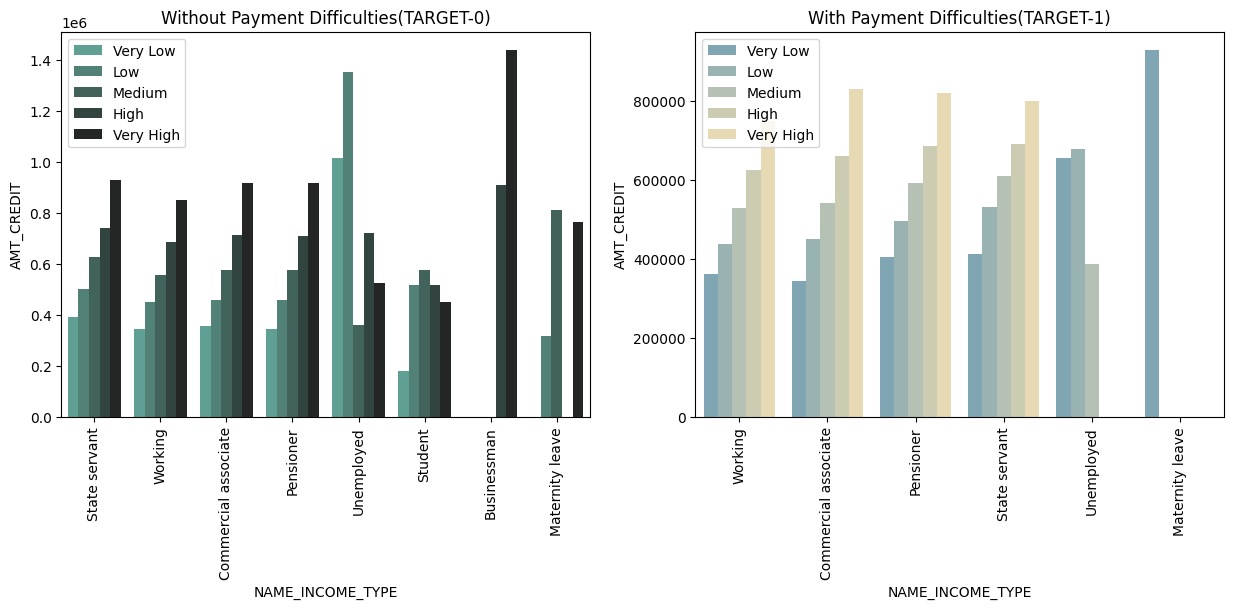 Without Payment Difficulties(TARGET-0)
1e6
Very Low
Low
Medium
High
Very High
1.4
1.2
1.0
0.8
0.6
0.4
0.2
0.0
AMT_CREDIT
State servant
Working
Commercial associate
Pensioner
Unemployed
Student
Businessman
Maternity leave
NAME_INCOME_TYPE
With Payment Difficulties(TARGET-1)
Very Low
Low
Medium
High
Very High
800000
600000
400000
200000
0
AMT_CREDIT
Working
Commercial associate
Pensioner
State servant
Unemployed
Maternity leave
NAME_INCOME_TYPE